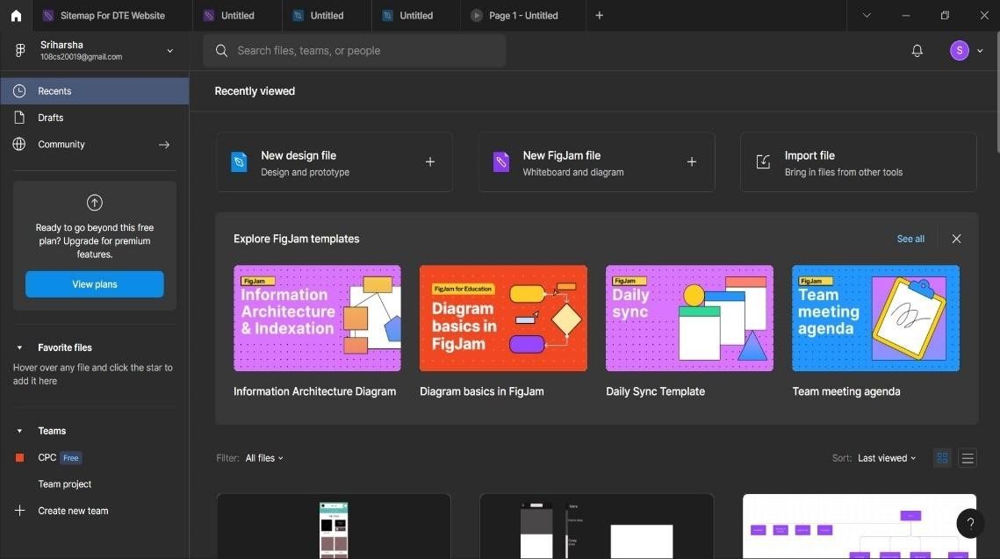 Sitemap For DTE Website
Untitled
Untitled
Untitled
Page 1 - Untitled
Sriharsha
108cs20019@gmail.com
Search files, teams, or people
S
Recents
Drafts
Community
Ready to go beyond this free
plan? Upgrade for premium
features.
View plans
Favorite files
Hover over any file and click the star to
add it here
Teams
CPC Free
Team project
Create new team
Recently viewed
New design file
Design and prototype
New FigJam file
Whiteboard and diagram
Import file
Bring in files from other tools
Explore FigJam templates
See all
FigJam
Information
Architecture
& Indexation
Information Architecture Diagram
FigJam for Education
Diagram
basics in
FigJam
Diagram basics in FigJam
FigJam
Daily
sync
Daily Sync Template
FigJam
Team
meeting
agenda
Team meeting agenda
Filter: All files
Sort: Last viewed
?